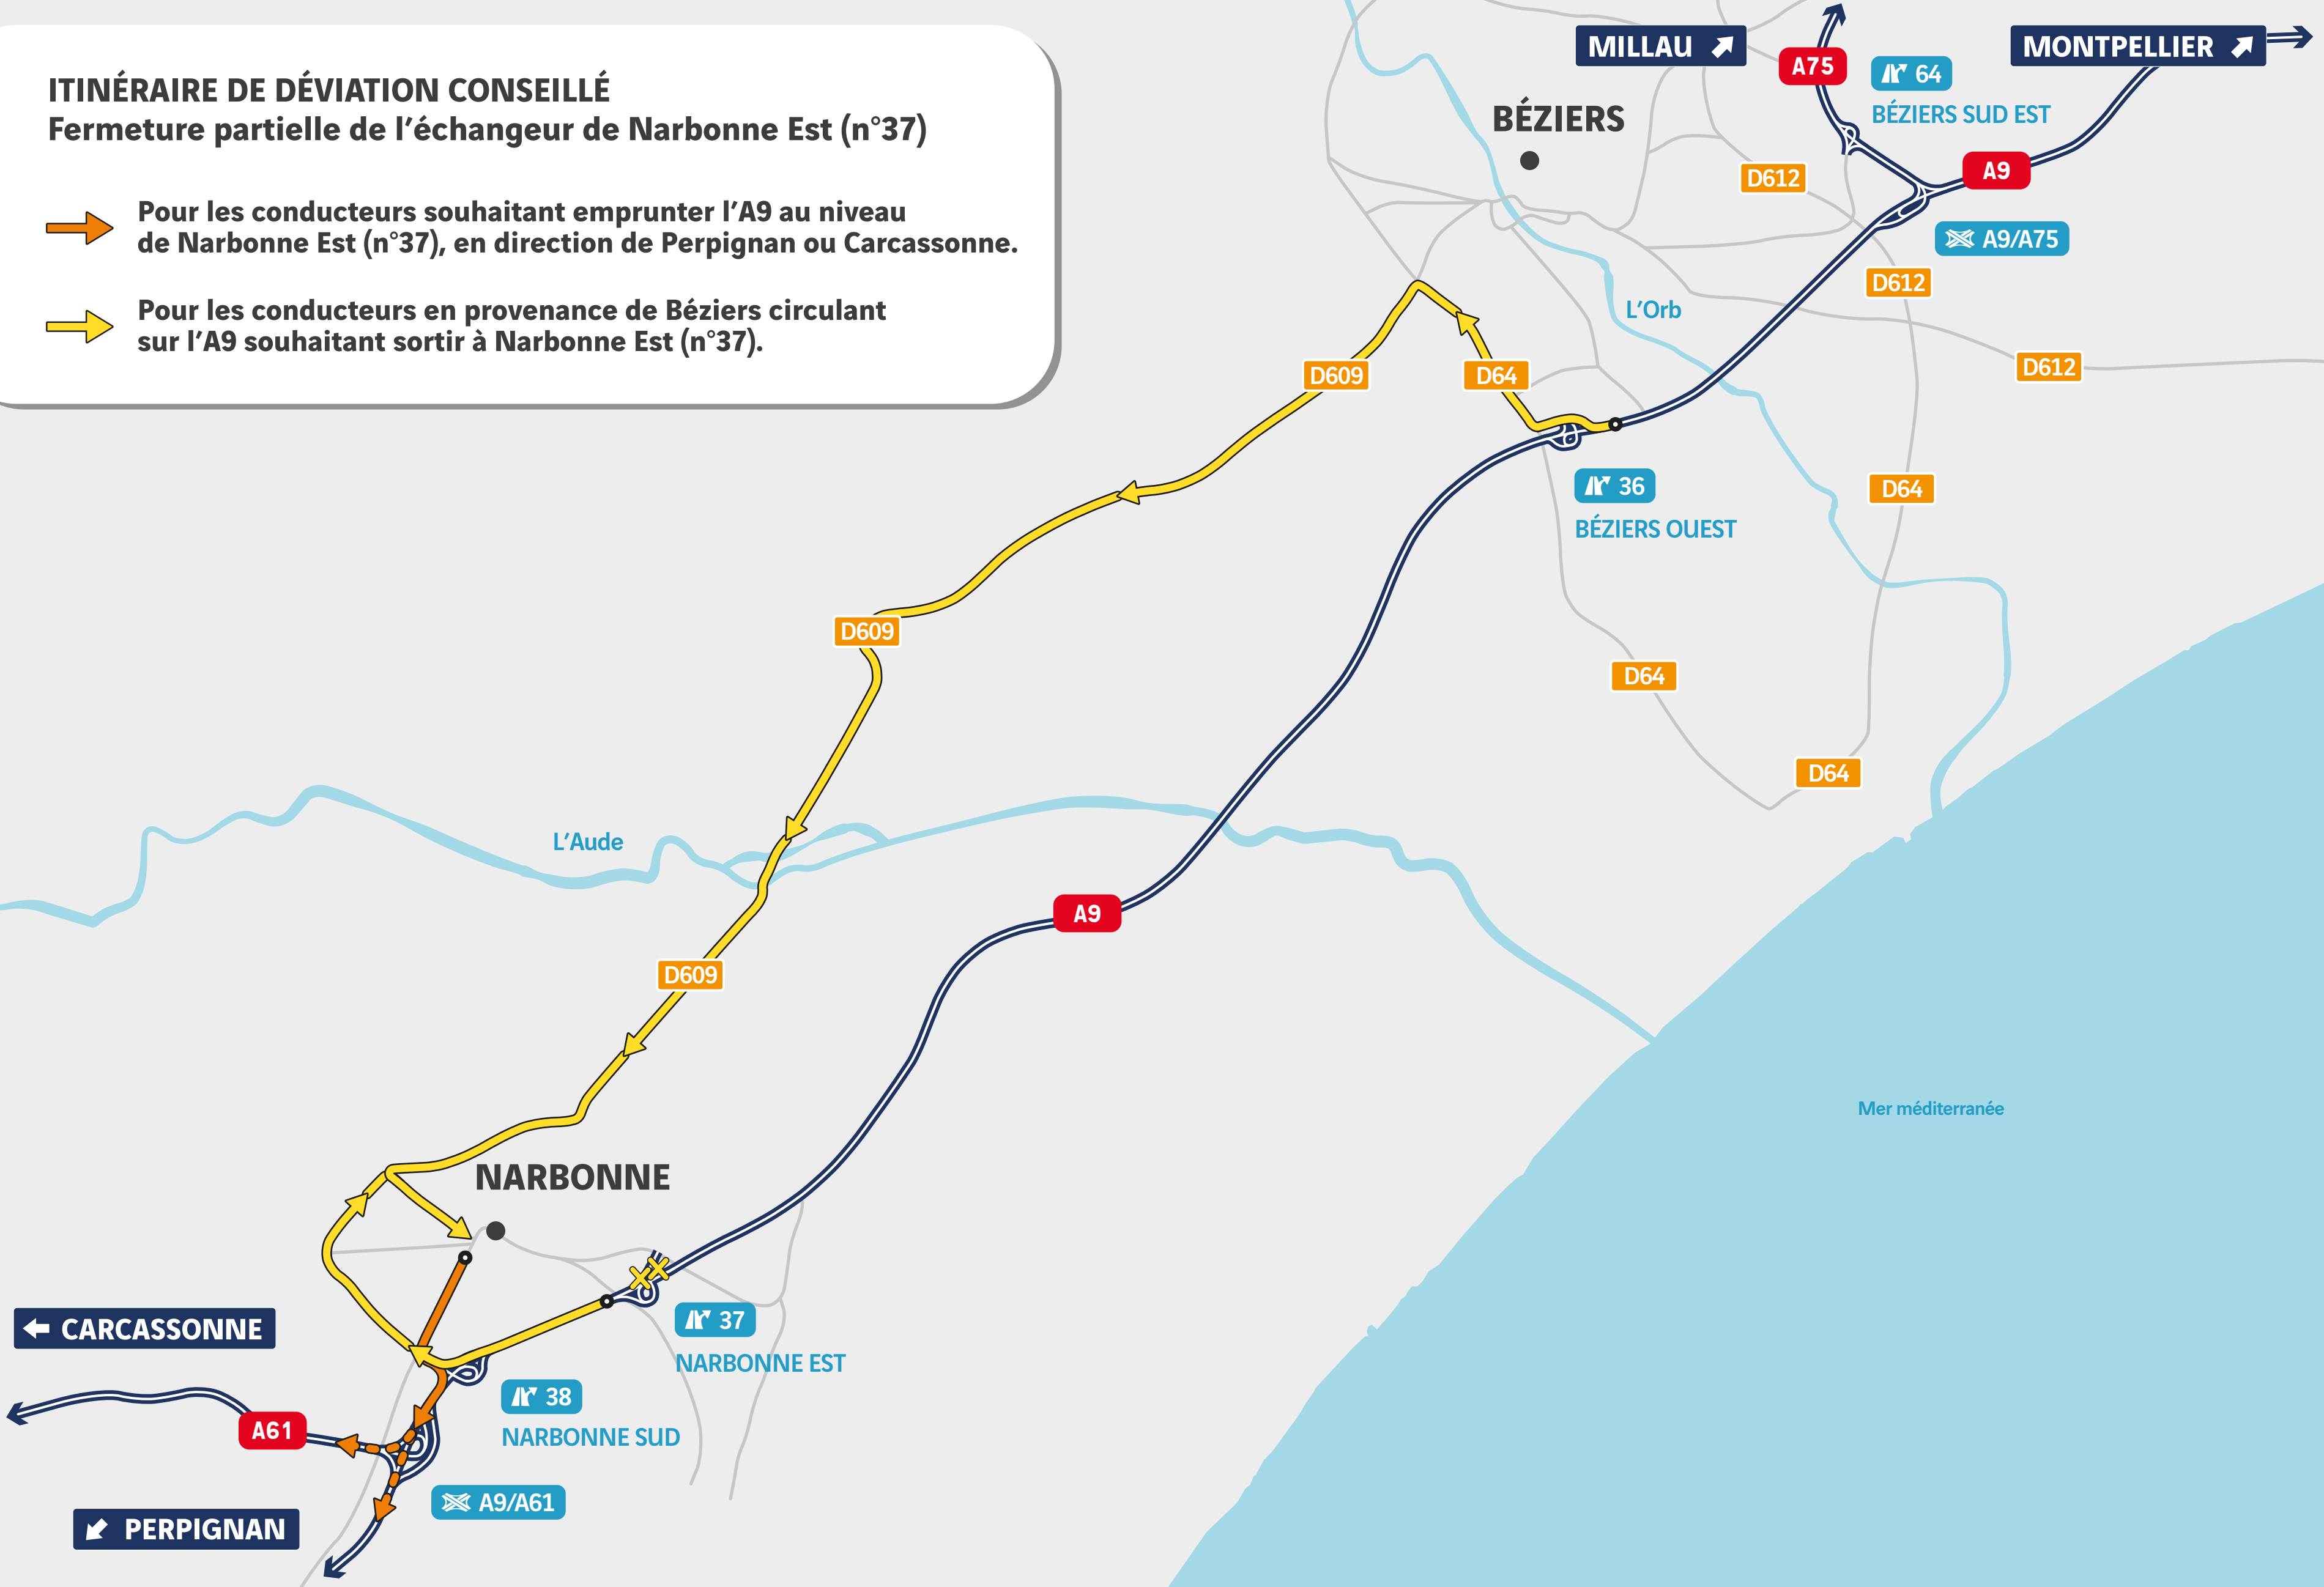 ITINÉRAIRE DE DÉVIATION CONSEILLÉ
Fermeture partielle de l'échangeur de Narbonne Est (n°37)
Pour les conducteurs souhaitant emprunter l'A9 au niveau
de Narbonne Est (n°37), en direction de Perpignan ou Carcassonne.
Pour les conducteurs en provenance de Béziers circulant
sur l'A9 souhaitant sortir à Narbonne Est (n°37).
MILLAU
A75
64
BÉZIERS SUD EST
MONTPELLIER
BÉZIERS
D612
A9
A9/A75
D612
L'Orb
D609
D64
D612
36
BÉZIERS OUEST
D64
D609
D64
D64
L'Aude
A9
D609
Mer méditerranée
NARBONNE
37
NARBONNE EST
CARCASSONNE
38
NARBONNE SUD
A61
A9/A61
PERPIGNAN